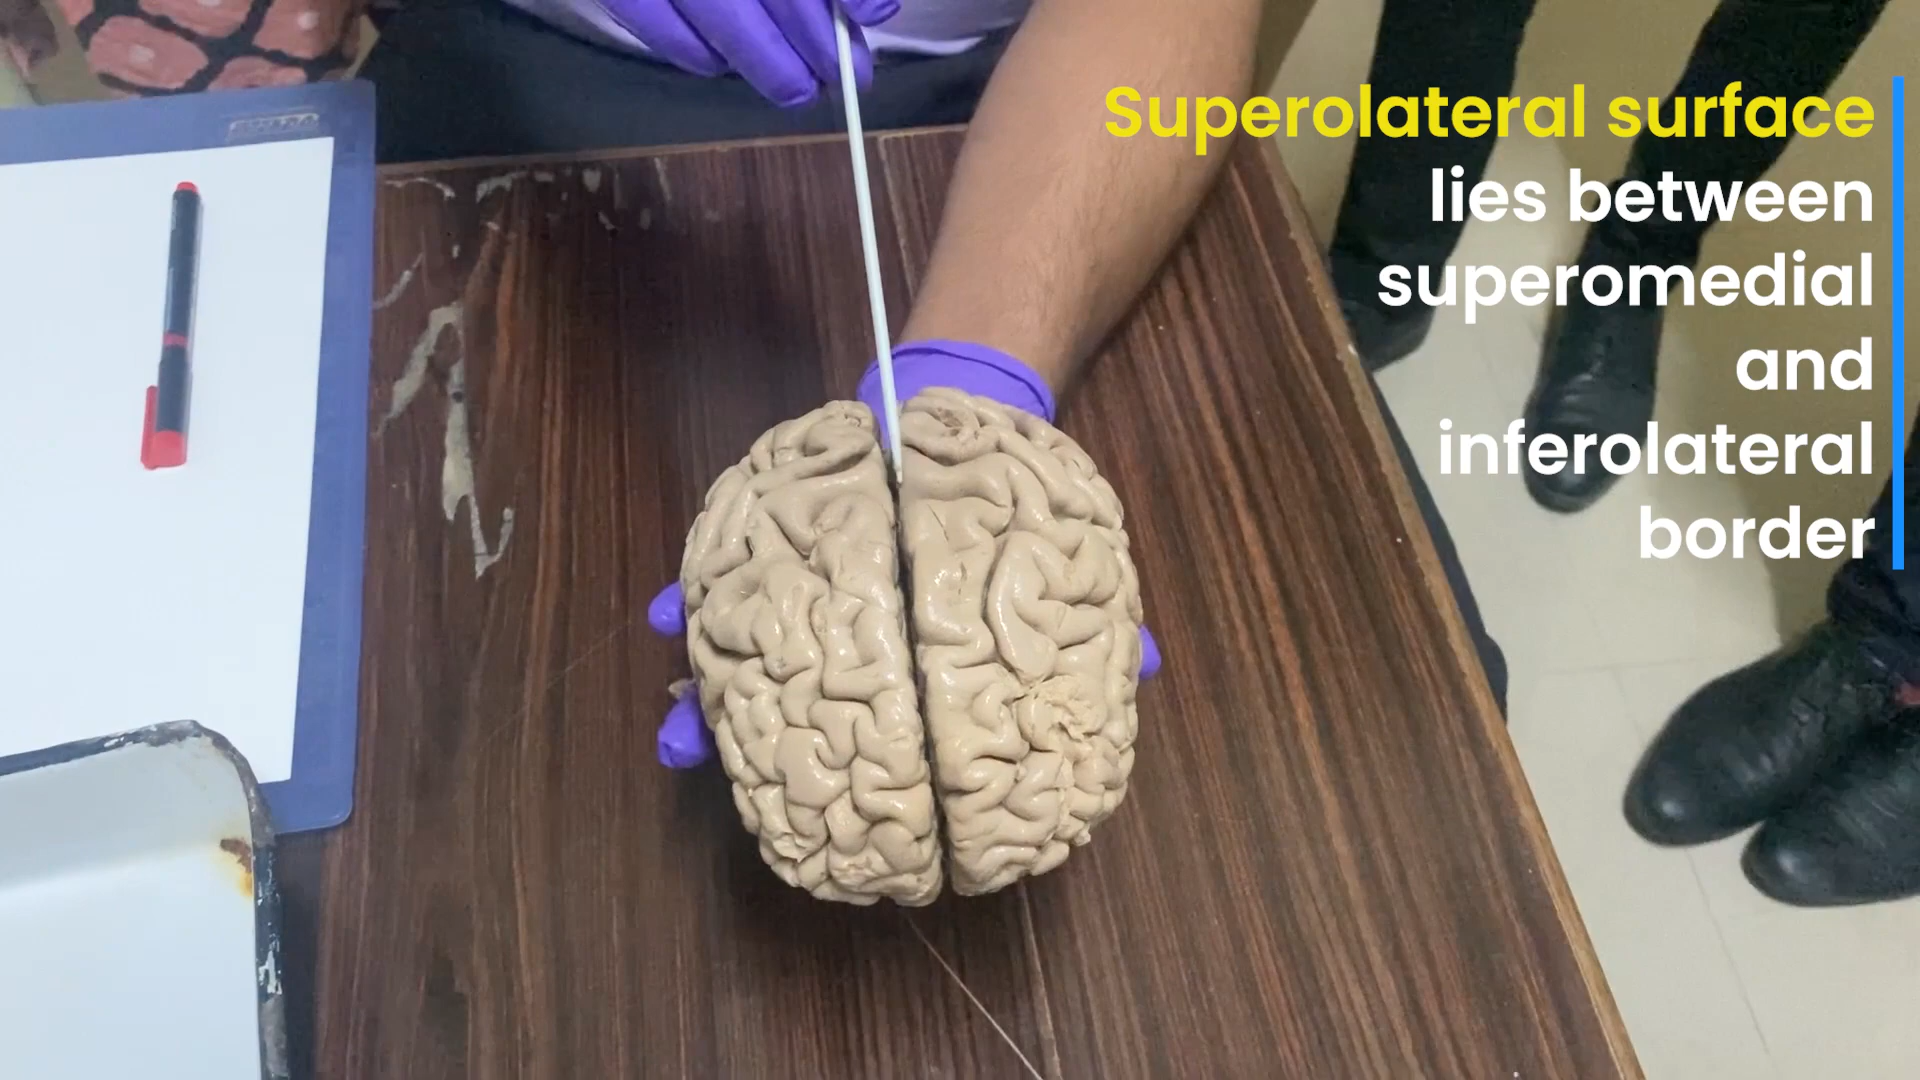 Superolateral surface
lies between
superomedial
and
inferolateral
border